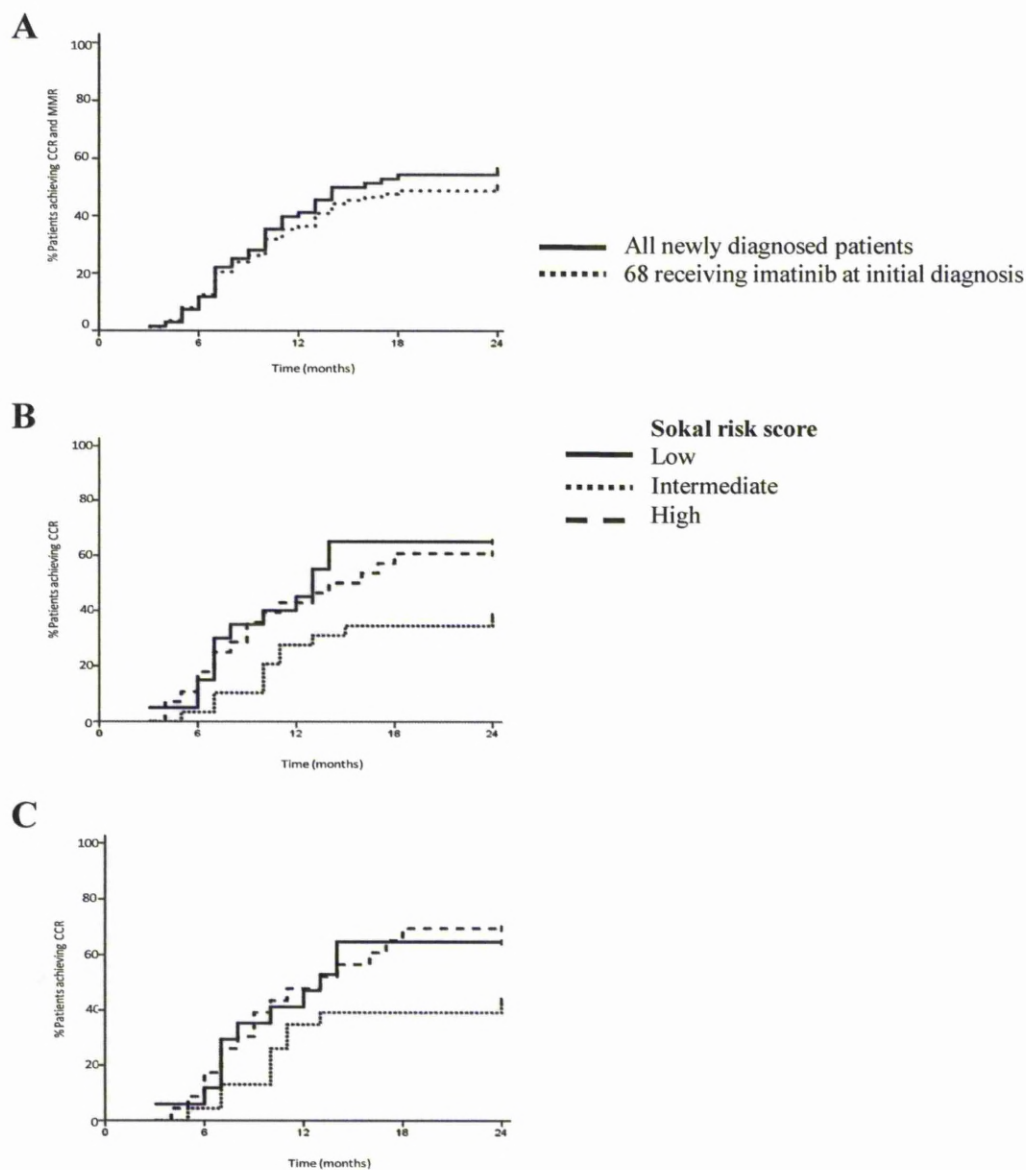 A
100
80
60
40
20
0
% Patients achieving CCR and MMR
0 6 12 18 24
Time (months)
All newly diagnosed patients
68 receiving imatinib at initial diagnosis
B
100
80
60
40
20
0
% Patients achieving CCR
0 6 12 18 24
Time (months)
Sokal risk score
Low
Intermediate
High
C
100
80
60
40
20
0
% Patients achieving CCR
0 6 12 18 24
Time (months)